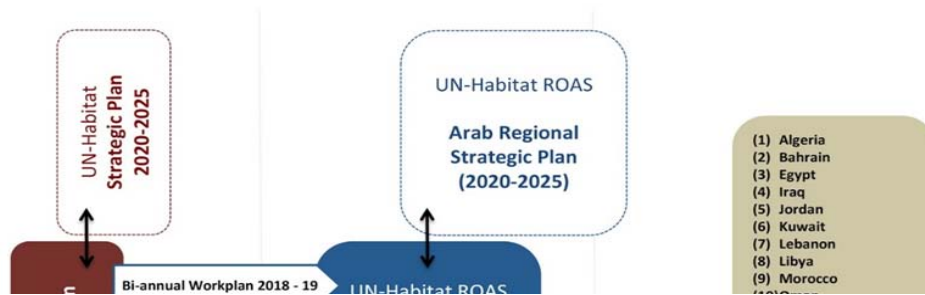 UN-Habitat
Strategic Plan
2020-2025
UN-Habitat ROAS
Arab Regional
Strategic Plan
(2020-2025)
(1) Algeria
(2) Bahrain
(3) Egypt
(4) Iraq
(5) Jordan
(6) Kuwait
(7) Lebanon
(8) Libya
(9) Morocco
(10)Oman
Bi-annual Workplan 2018 - 19
UN-Habitat ROAS